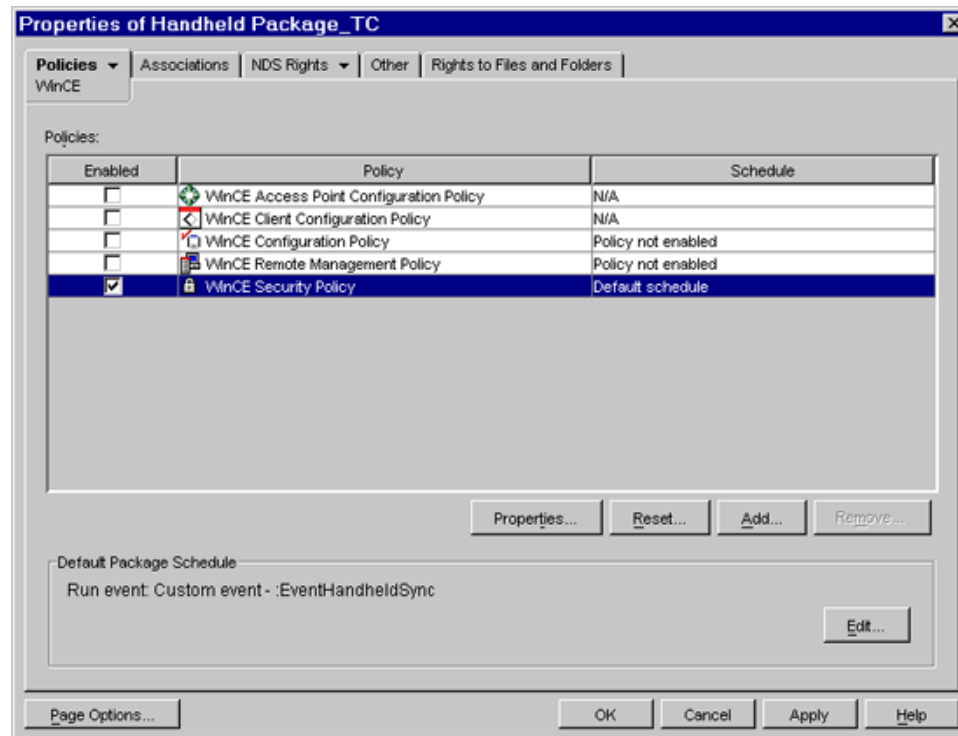 Properties of Handheld Package_TC
Policies Associations NDS Rights Other Rights to Files and Folders
WinCE
Policies:
Enabled Policy Schedule
WinCE Access Point Configuration Policy N/A
WinCE Client Configuration Policy N/A
WinCE Configuration Policy Policy not enabled
WinCE Remote Management Policy Policy not enabled
WinCE Security Policy Default schedule
Properties... Reset... Add... Remove...
Default Package Schedule
Run event: Custom event - :EventHandheldSync
Edit...
Page Options... OK Cancel Apply Help